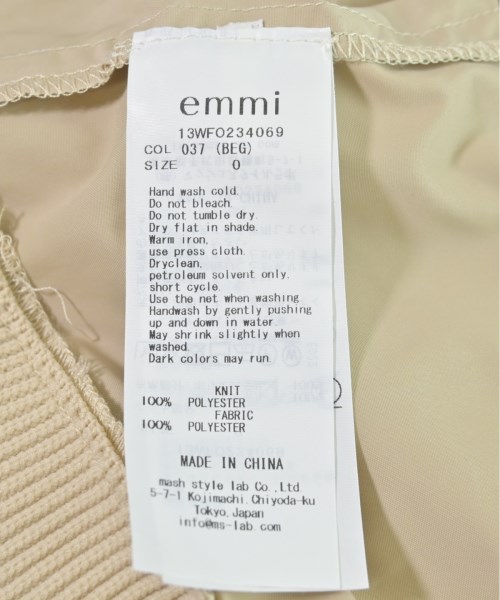 emmi
13WFO234069
COL 037 (BEG)
SIZE 0
Hand wash cold.
Do not bleach.
Do not tumble dry.
Dry flat in shade.
Warm iron,
use press cloth.
Dryclean,
petroleum solvent only.
short cycle.
Use the net when washing
Handwash by gently pushing
up and down in water.
May shrink slightly when
washed.
Dark colors may run.
KNIT
100% POLYESTER
FABRIC
100% POLYESTER
MADE IN CHINA
mash style lab Co.,Ltd
5-7-1 Kojimachi.Chiyoda-ku
Tokyo,Japan
info@ms-lab.com